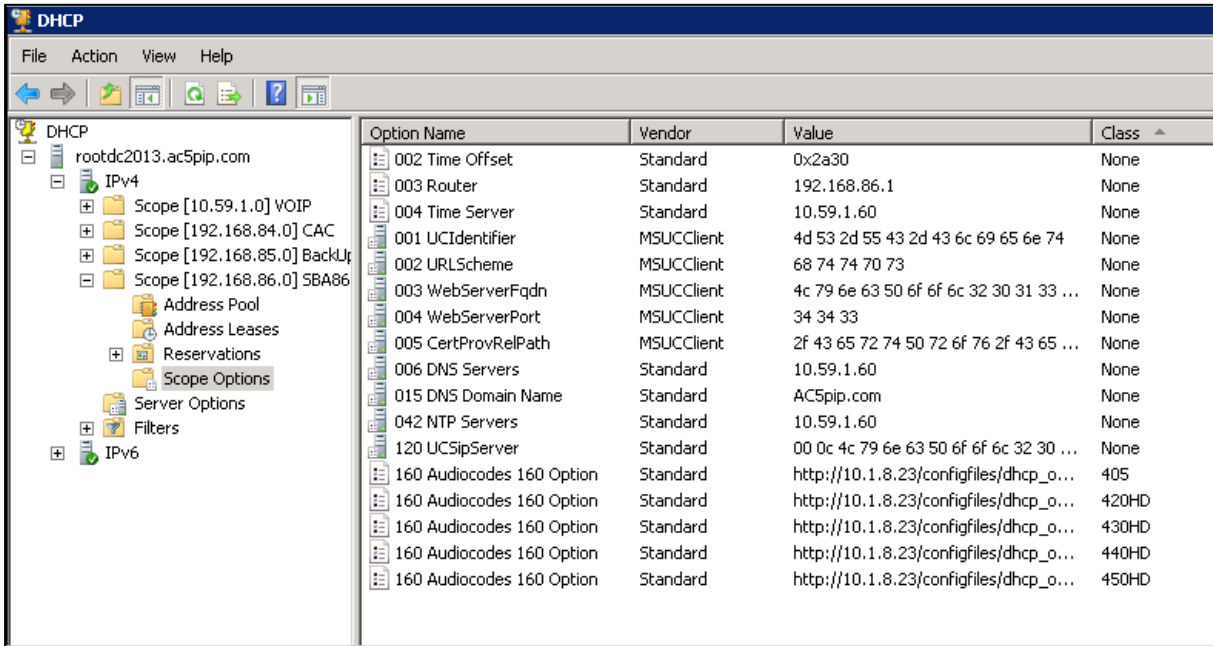 DHCP
File Action View Help
DHCP
rootdc2013.ac5pip.com
IPv4
Scope [10.59.1.0] VOIP
Scope [192.168.84.0] CAC
Scope [192.168.85.0] BackUp
Scope [192.168.86.0] SBA86
Address Pool
Address Leases
Reservations
Scope Options
Server Options
Filters
IPv6
Option Name Vendor Value Class
002 Time Offset Standard 0x2a30 None
003 Router Standard 192.168.86.1 None
004 Time Server Standard 10.59.1.60 None
001 UCIdentifier MSUCClient 4d 53 2d 55 43 2d 43 6c 69 65 6e 74 None
002 URLScheme MSUCClient 68 74 74 70 73 None
003 WebServerFqdn MSUCClient 4c 79 6e 63 50 6f 6f 6c 32 30 31 33 ... None
004 WebServerPort MSUCClient 34 34 33 None
005 CertProvRelPath MSUCClient 2f 43 65 72 74 50 72 6f 76 2f 43 65 ... None
006 DNS Servers Standard 10.59.1.60 None
015 DNS Domain Name Standard AC5pip.com None
042 NTP Servers Standard 10.59.1.60 None
120 UCSipServer Standard 00 0c 4c 79 6e 63 50 6f 6f 6c 32 30 ... None
160 Audiocodes 160 Option Standard http://10.1.8.23/configfiles/dhcp_o... 405
160 Audiocodes 160 Option Standard http://10.1.8.23/configfiles/dhcp_o... 420HD
160 Audiocodes 160 Option Standard http://10.1.8.23/configfiles/dhcp_o... 430HD
160 Audiocodes 160 Option Standard http://10.1.8.23/configfiles/dhcp_o... 440HD
160 Audiocodes 160 Option Standard http://10.1.8.23/configfiles/dhcp_o... 450HD